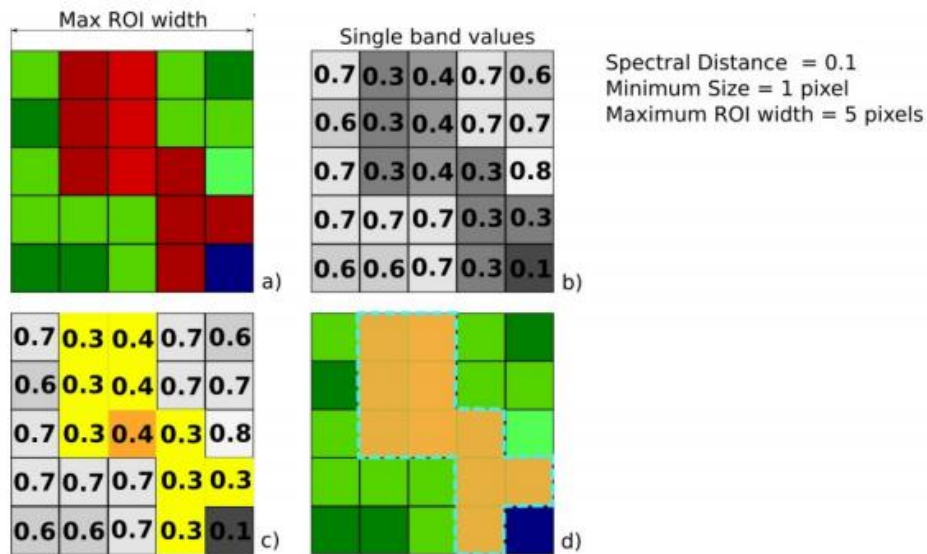 Max ROI width
Single band values
Spectral Distance = 0.1
Minimum Size = 1 pixel
Maximum ROI width = 5 pixels
a)
0.7 0.3 0.4 0.7 0.6
0.6 0.3 0.4 0.7 0.7
0.7 0.3 0.4 0.3 0.8
0.7 0.7 0.7 0.3 0.3
0.6 0.6 0.7 0.3 0.1
b)
0.7 0.3 0.4 0.7 0.6
0.6 0.3 0.4 0.7 0.7
0.7 0.3 0.4 0.3 0.8
0.7 0.7 0.7 0.3 0.3
0.6 0.6 0.7 0.3 0.1
c)
d)